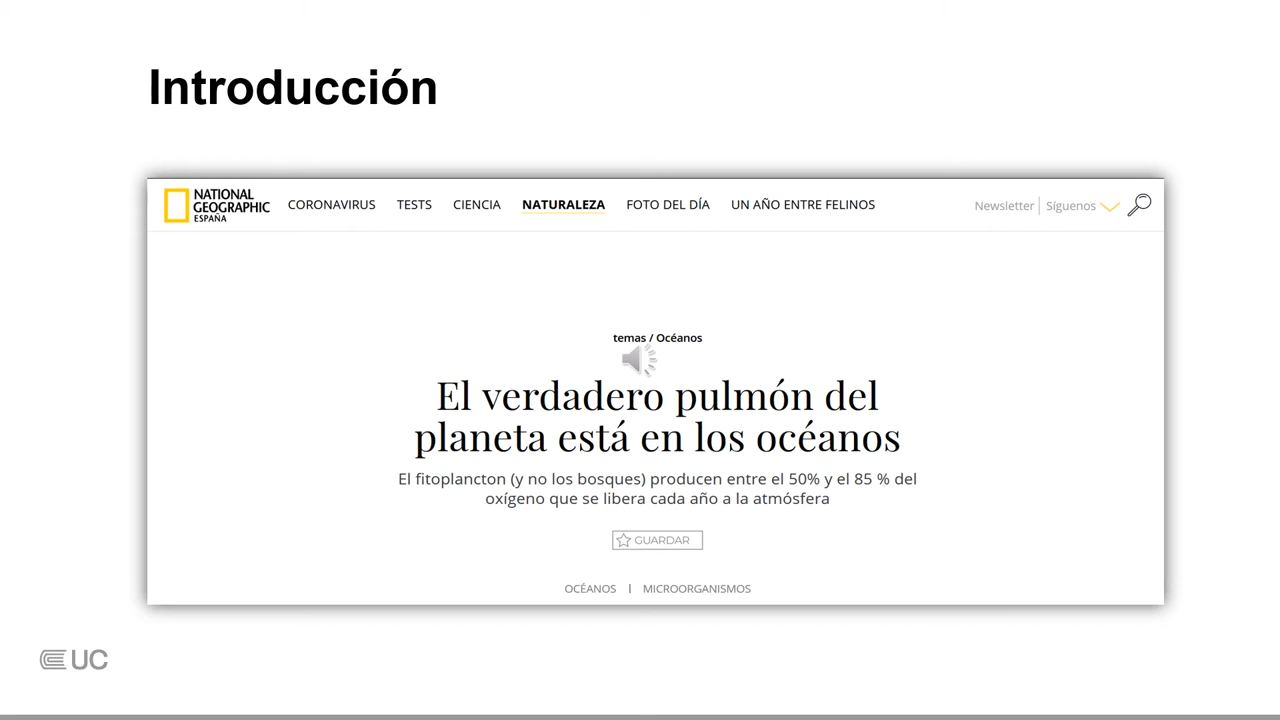 Introducción
NATIONAL
GEOGRAPHIC
ESPAÑA
CORONAVIRUS TESTS CIENCIA NATURALEZA FOTO DEL DÍA UN AÑO ENTRE FELINOS Newsletter | Síguenos
temas / Océanos
El verdadero pulmón del
planeta está en los océanos
El fitoplancton (y no los bosques) producen entre el 50% y el 85 % del
oxígeno que se libera cada año a la atmósfera
GUARDAR
OCÉANOS | MICROORGANISMOS
UC